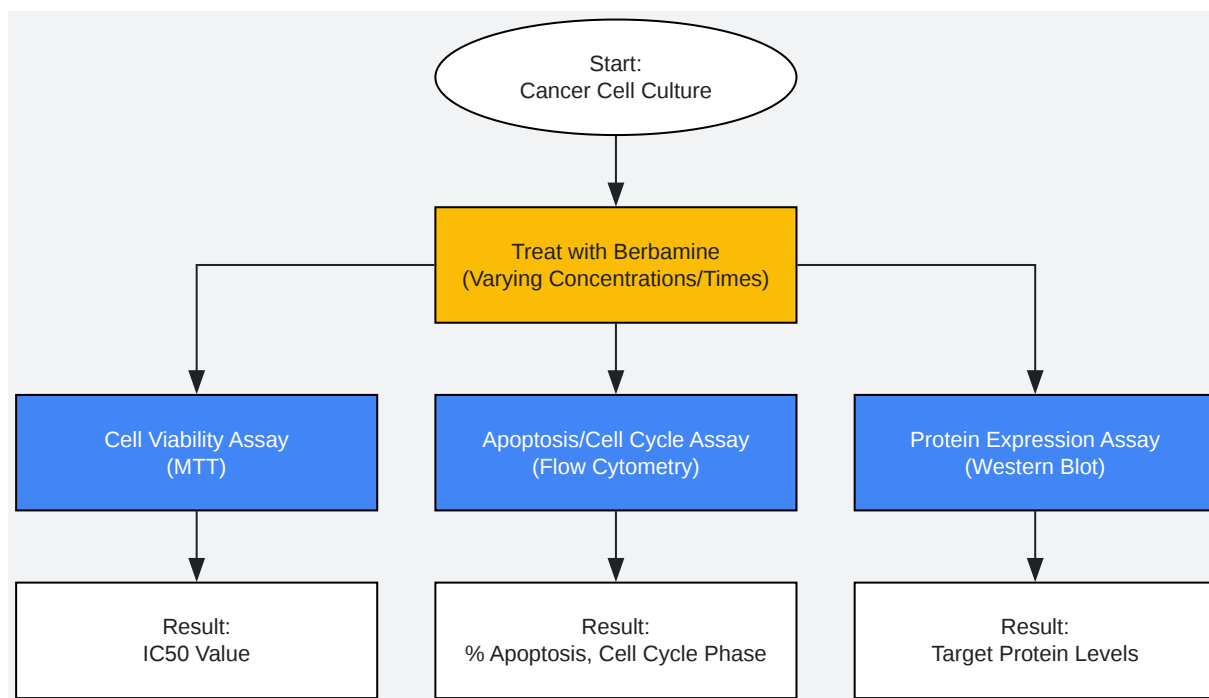 Start:
Cancer Cell Culture
Treat with Berbamine
(Varying Concentrations/Times)
Cell Viability Assay
(MTT)
Apoptosis/Cell Cycle Assay
(Flow Cytometry)
Protein Expression Assay
(Western Blot)
Result:
IC50 Value
Result:
% Apoptosis, Cell Cycle Phase
Result:
Target Protein Levels